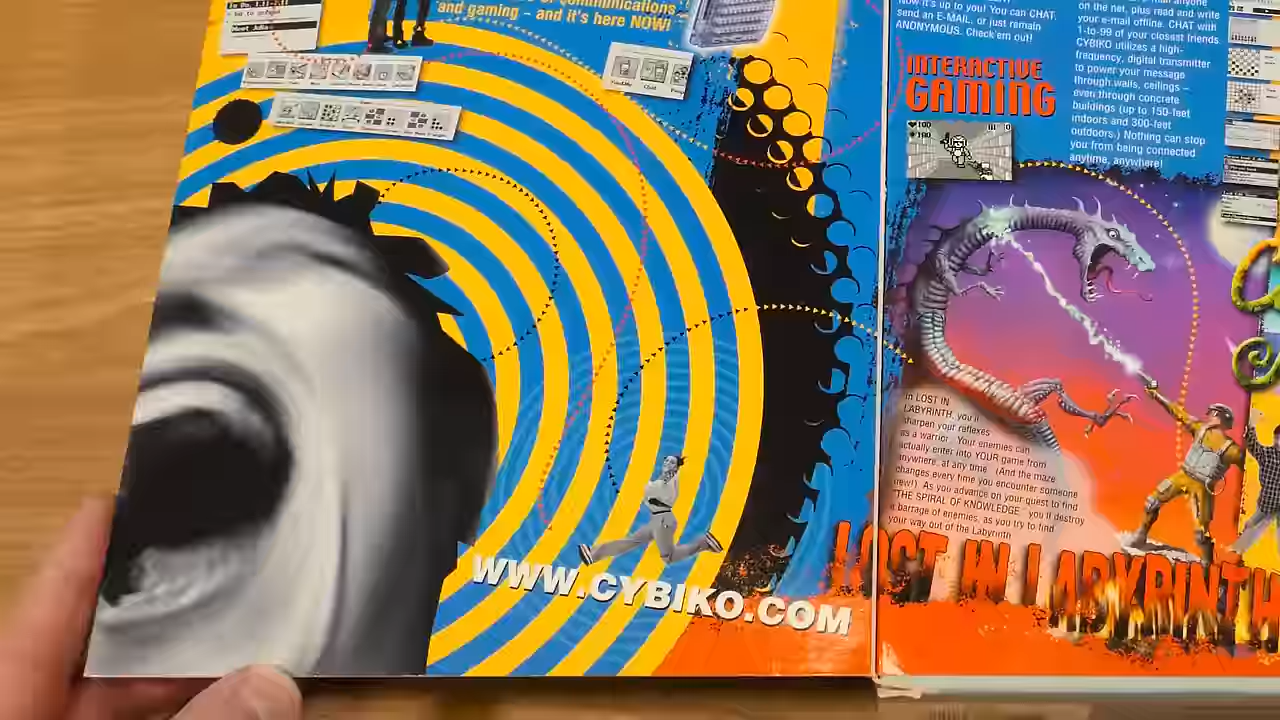 of communications
and gaming – and it's here NOW!
Now it's up to you! You can CHAT
send an E-MAIL, or just remain
ANONYMOUS. Check 'em out!
INTERACTIVE
GAMING
on the net, or just read and write
your e-mail offline. BUT with
1-to-99 of your closest friends.
CYBIKO utilizes a high-
frequency, digital transmitter
to power your message
through walls, ceilings –
even through concrete
buildings (for 150-feet
indoors and 300-feet
outdoors.) Nothing can stop
you from being connected
anytime, anywhere!
In LOST IN
LABYRINTH, you'll
sharpen your reflexes
as a warrior. Your enemies can
actually enter into YOUR game from
anywhere, at any time. (And the maze
changes every time you encounter someone
new!) As you advance on your quest to find
"THE SPIRAL OF KNOWLEDGE" you'll destroy
a barrage of enemies, as you try to find
your way out of the Labyrinth
LOST IN LABYRINTH
WWW.CYBIKO.COM